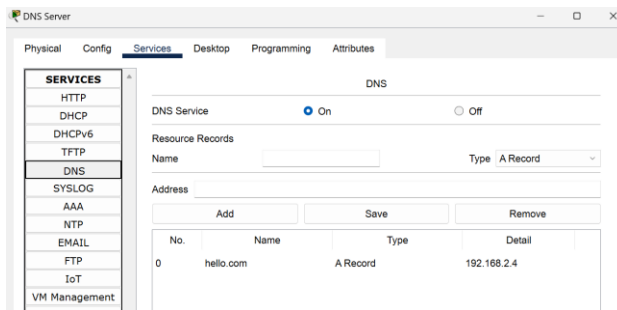 DNS Server
Physical Config Services Desktop Programming Attributes
SERVICES
HTTP
DHCP
DHCPv6
TFTP
DNS
SYSLOG
AAA
NTP
EMAIL
FTP
IoT
VM Management
DNS
DNS Service On Off
Resource Records
Name Type A Record
Address
Add Save Remove
No. Name Type Detail
0 hello.com A Record 192.168.2.4